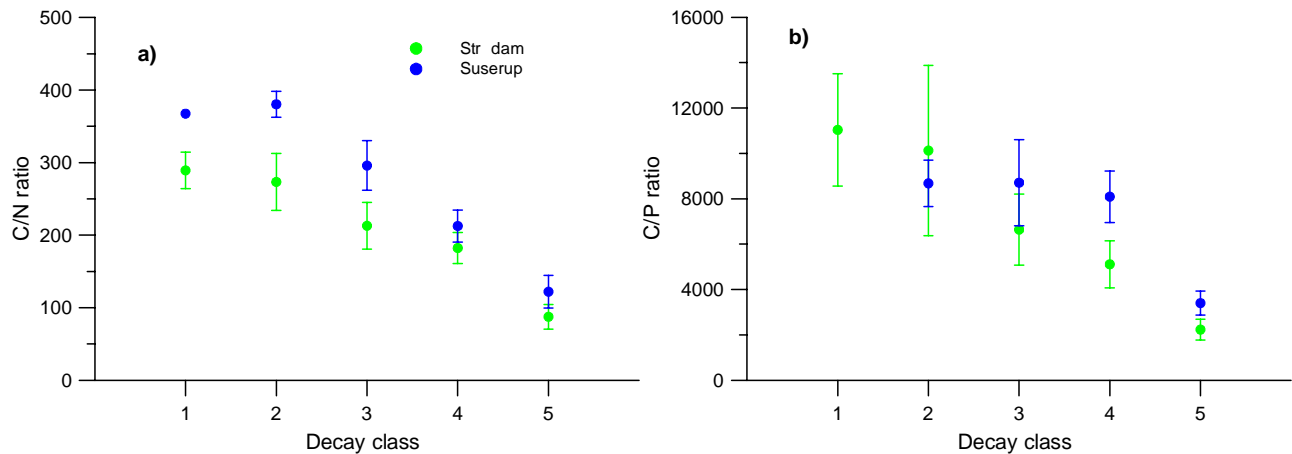 a)
Str dam
Suserup
500
400
300
200
100
0
C/N ratio
1 2 3 4 5
Decay class
b)
16000
12000
8000
4000
0
C/P ratio
1 2 3 4 5
Decay class